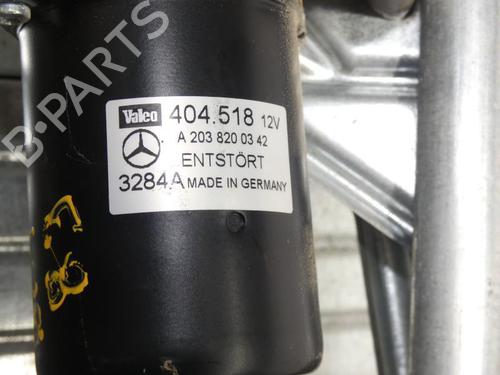 Valeo 404.518 12V
A 203 820 03 42
ENTSTÖRT
3284A MADE IN GERMANY
B-PARTS